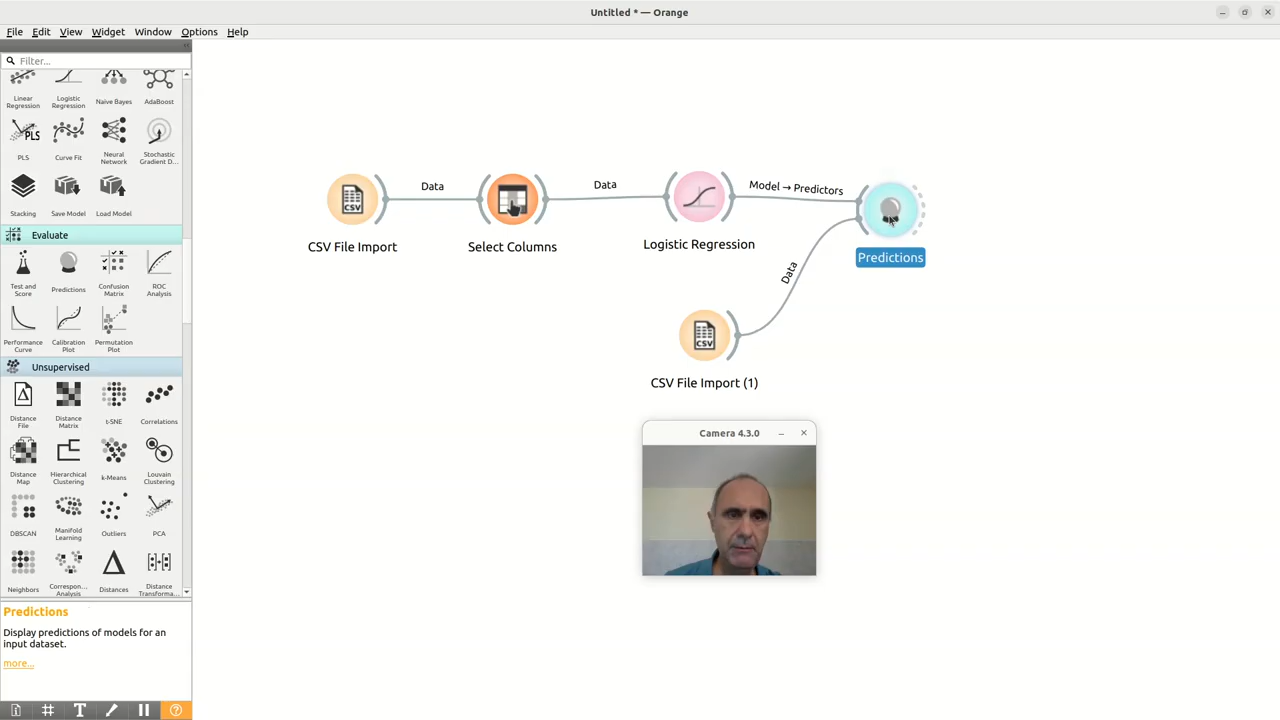 Untitled * — Orange
File Edit View Widget Window Options Help
Filter...
Linear Regression
Logistic Regression
Naive Bayes
AdaBoost
PLS
PLS
Curve Fit
Neural Network
Stochastic Gradient D...
Stacking
Save Model
Load Model
Evaluate
Test and Score
Predictions
Confusion Matrix
ROC Analysis
Performance Curve
Calibration Plot
Permutation Plot
Unsupervised
Distance File
Distance Matrix
t-SNE
Correlations
Distance Map
Hierarchical Clustering
k-Means
Louvain Clustering
DBSCAN
Manifold Learning
Outliers
PCA
Neighbors
Correspon... Analysis
Distances
Distance Transforma...
Predictions
Display predictions of models for an
input dataset.
more...
Data
Data
Model → Predictors
CSV
CSV File Import
Select Columns
Logistic Regression
Predictions
Data
CSV
CSV File Import (1)
Camera 4.3.0